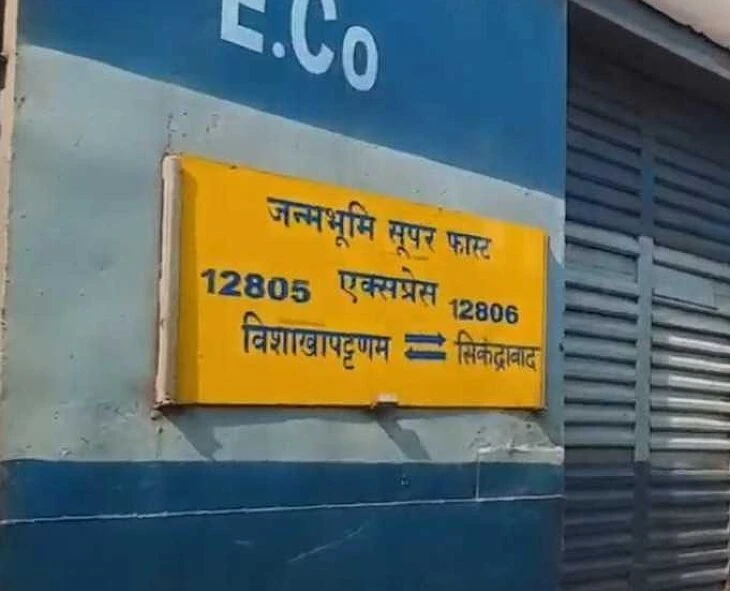 E.Co
जन्मभूमि सूपर फास्ट
12805 एक्सप्रेस 12806
विशाखापट्टणम ⇄ सिकंद्राबाद